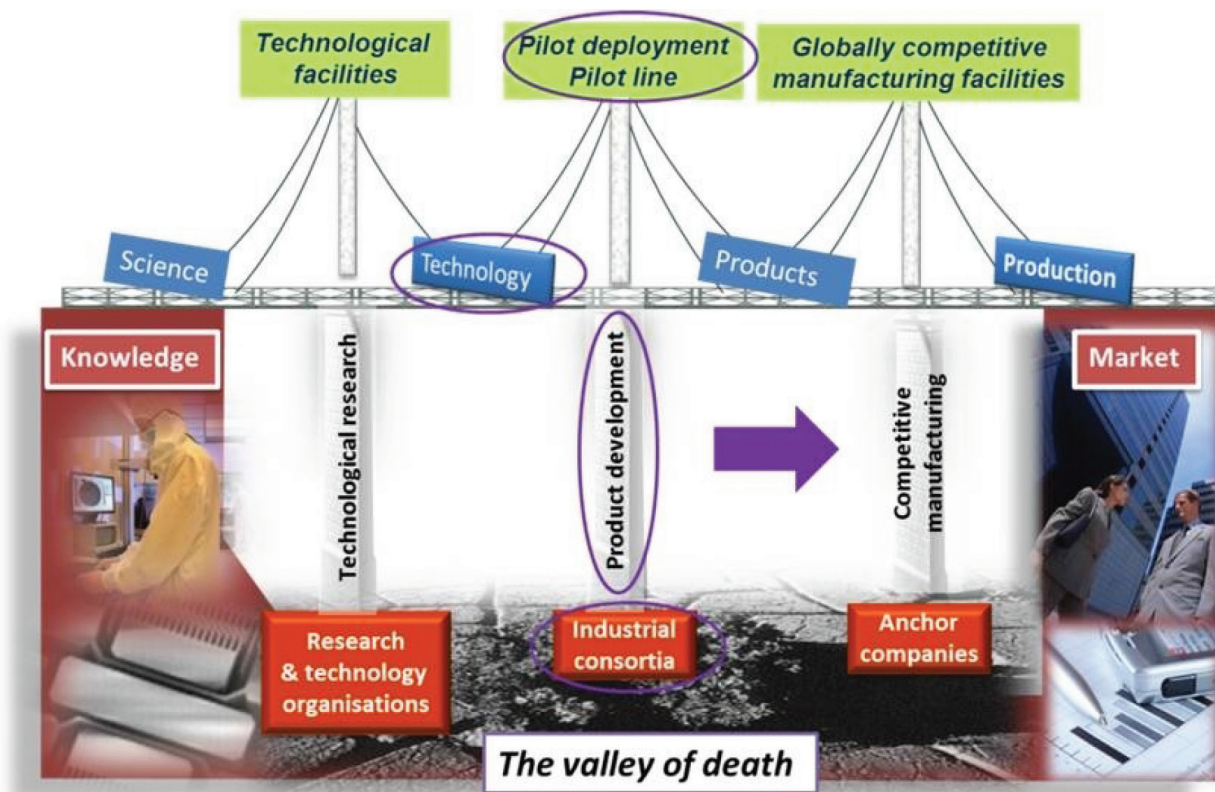 Technological
facilities
Pilot deployment
Pilot line
Globally competitive
manufacturing facilities
Science
Technology
Products
Production
Knowledge
Technological research
Product development
Competitive
manufacturing
Market
Research
& technology
organisations
Industrial
consortia
Anchor
companies
The valley of death